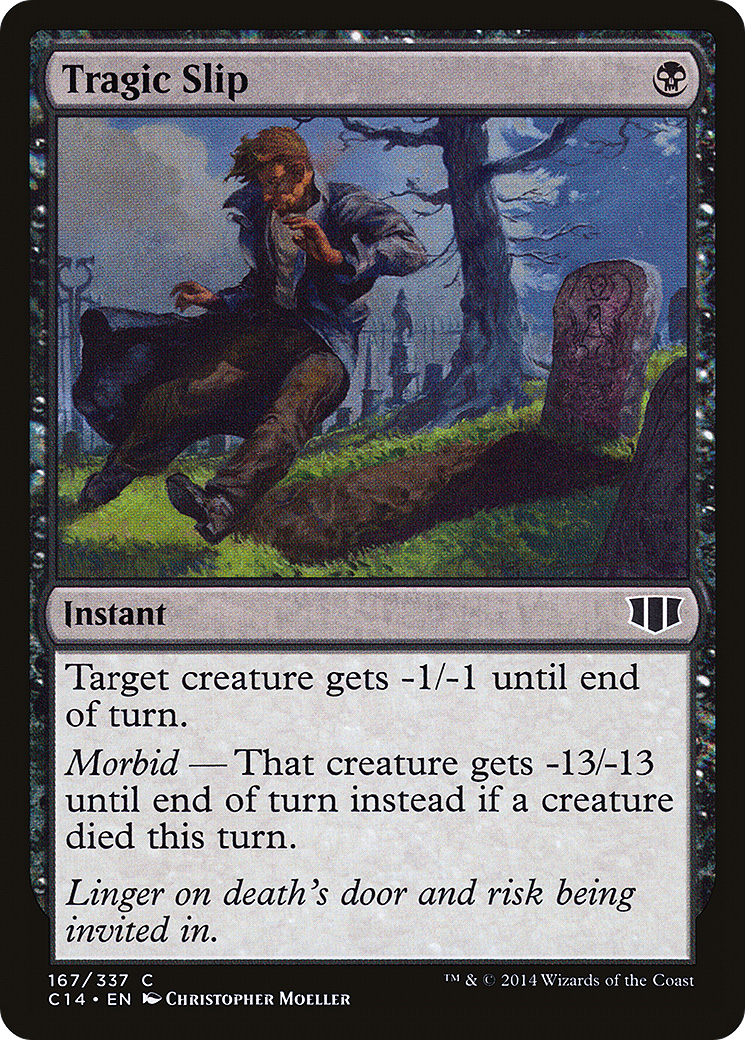 Tragic Slip
Instant
Target creature gets -1/-1 until end
of turn.
Morbid — That creature gets -13/-13
until end of turn instead if a creature
died this turn.
Linger on death's door and risk being
invited in.
167/337 C
™ & © 2014 Wizards of the Coast
C14 • EN Christopher Moeller